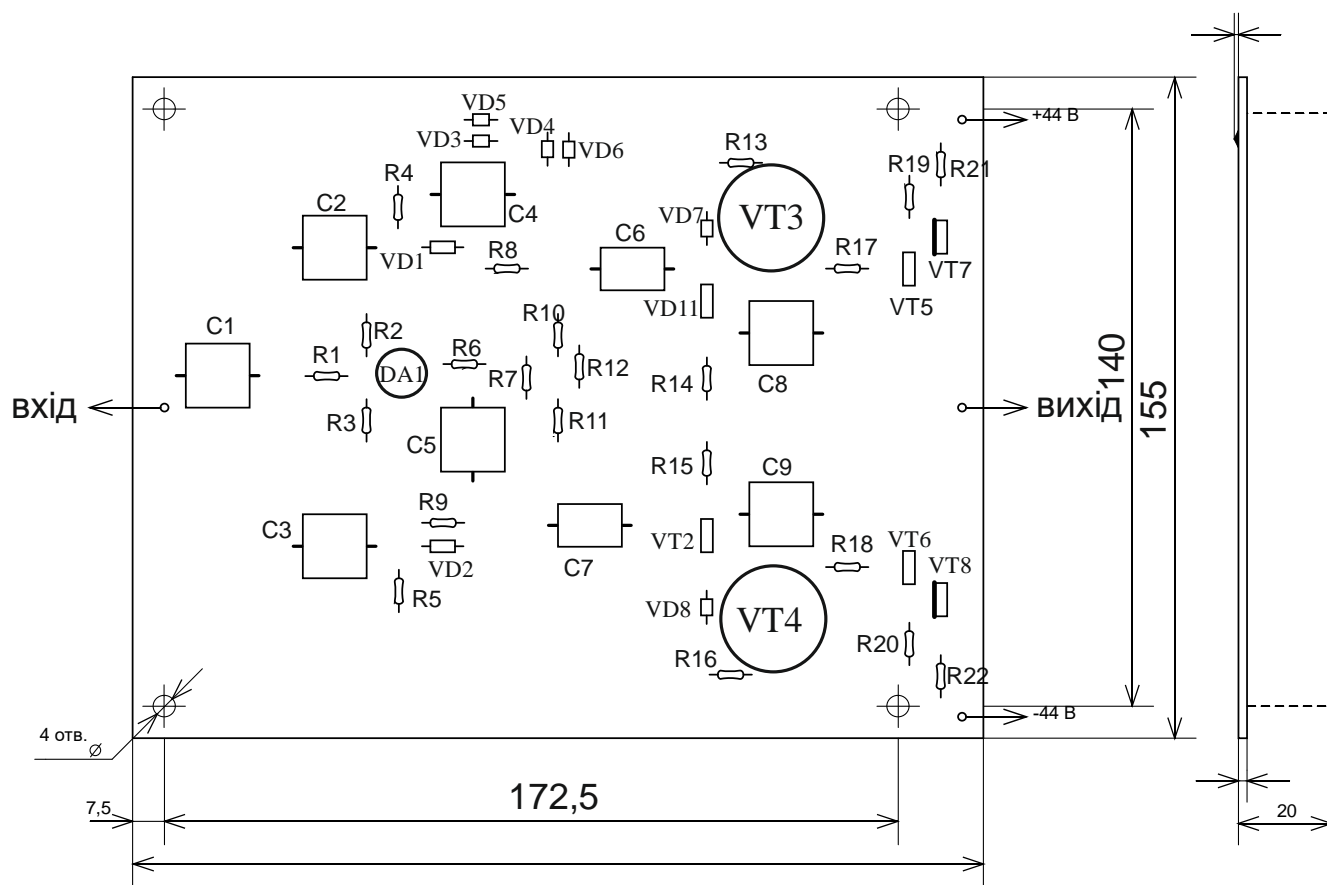 VD5
+44 В
VD3
VD4
VD6
R13
R4
R19
R21
C2
C4
VD7
VT3
C6
VD1
R8
R17
VT7
VD11
VT5
R10
C1
R2
R1
R6
R12
DA1
R7
R14
C8
140
155
вхід
вихід
R3
R11
C5
R15
C9
R9
C3
VT2
VT6
R18
VD2
C7
VT8
R5
VD8
VT4
R20
R16
R22
-44 В
4 отв.
⌀
172,5
7,5
20